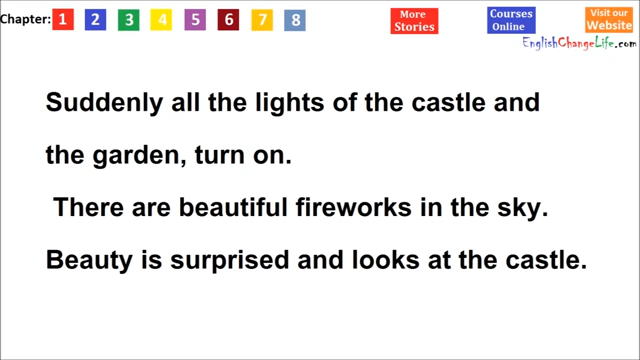 Chapter: 1 2 3 4 5 6 7 8
More
Stories
Courses
Online
Visit our
Website
EnglishChangeLife.com
Suddenly all the lights of the castle and
the garden, turn on.
There are beautiful fireworks in the sky.
Beauty is surprised and looks at the castle.